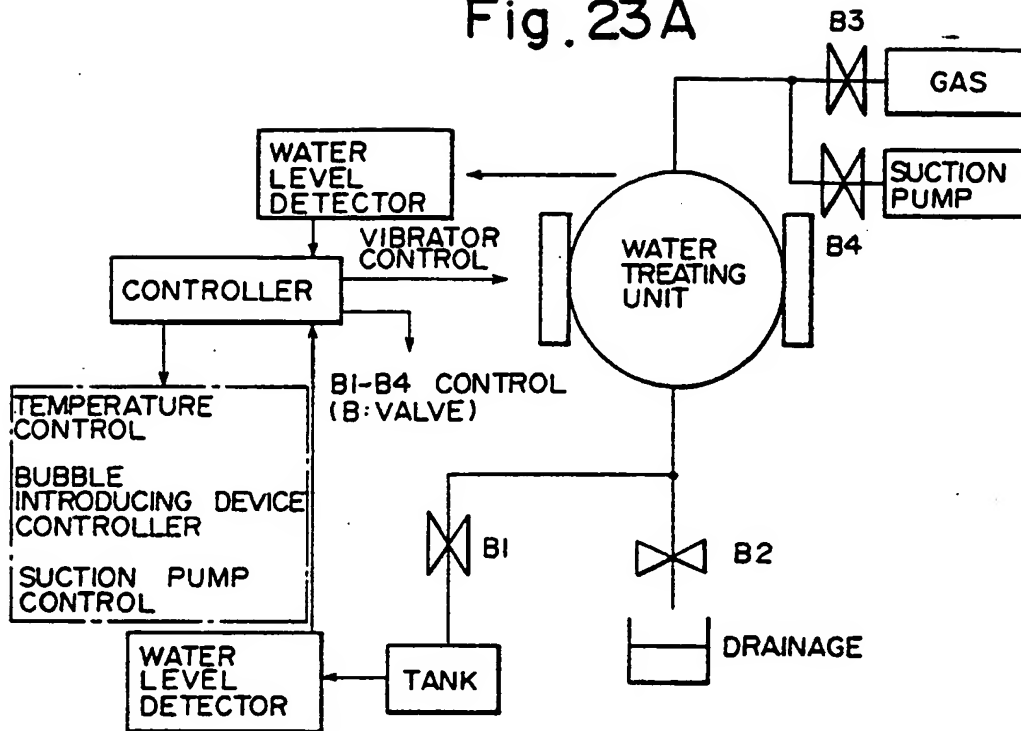 Fig. 23A
B3
GAS
WATER
LEVEL
DETECTOR
SUCTION
PUMP
B4
VIBRATOR
CONTROL
WATER
TREATING
UNIT
CONTROLLER
B1-B4 CONTROL
(B:VALVE)
TEMPERATURE
CONTROL
BUBBLE
INTRODUCING DEVICE
CONTROLLER
SUCTION PUMP
CONTROL
B1
B2
WATER
LEVEL
DETECTOR
TANK
DRAINAGE